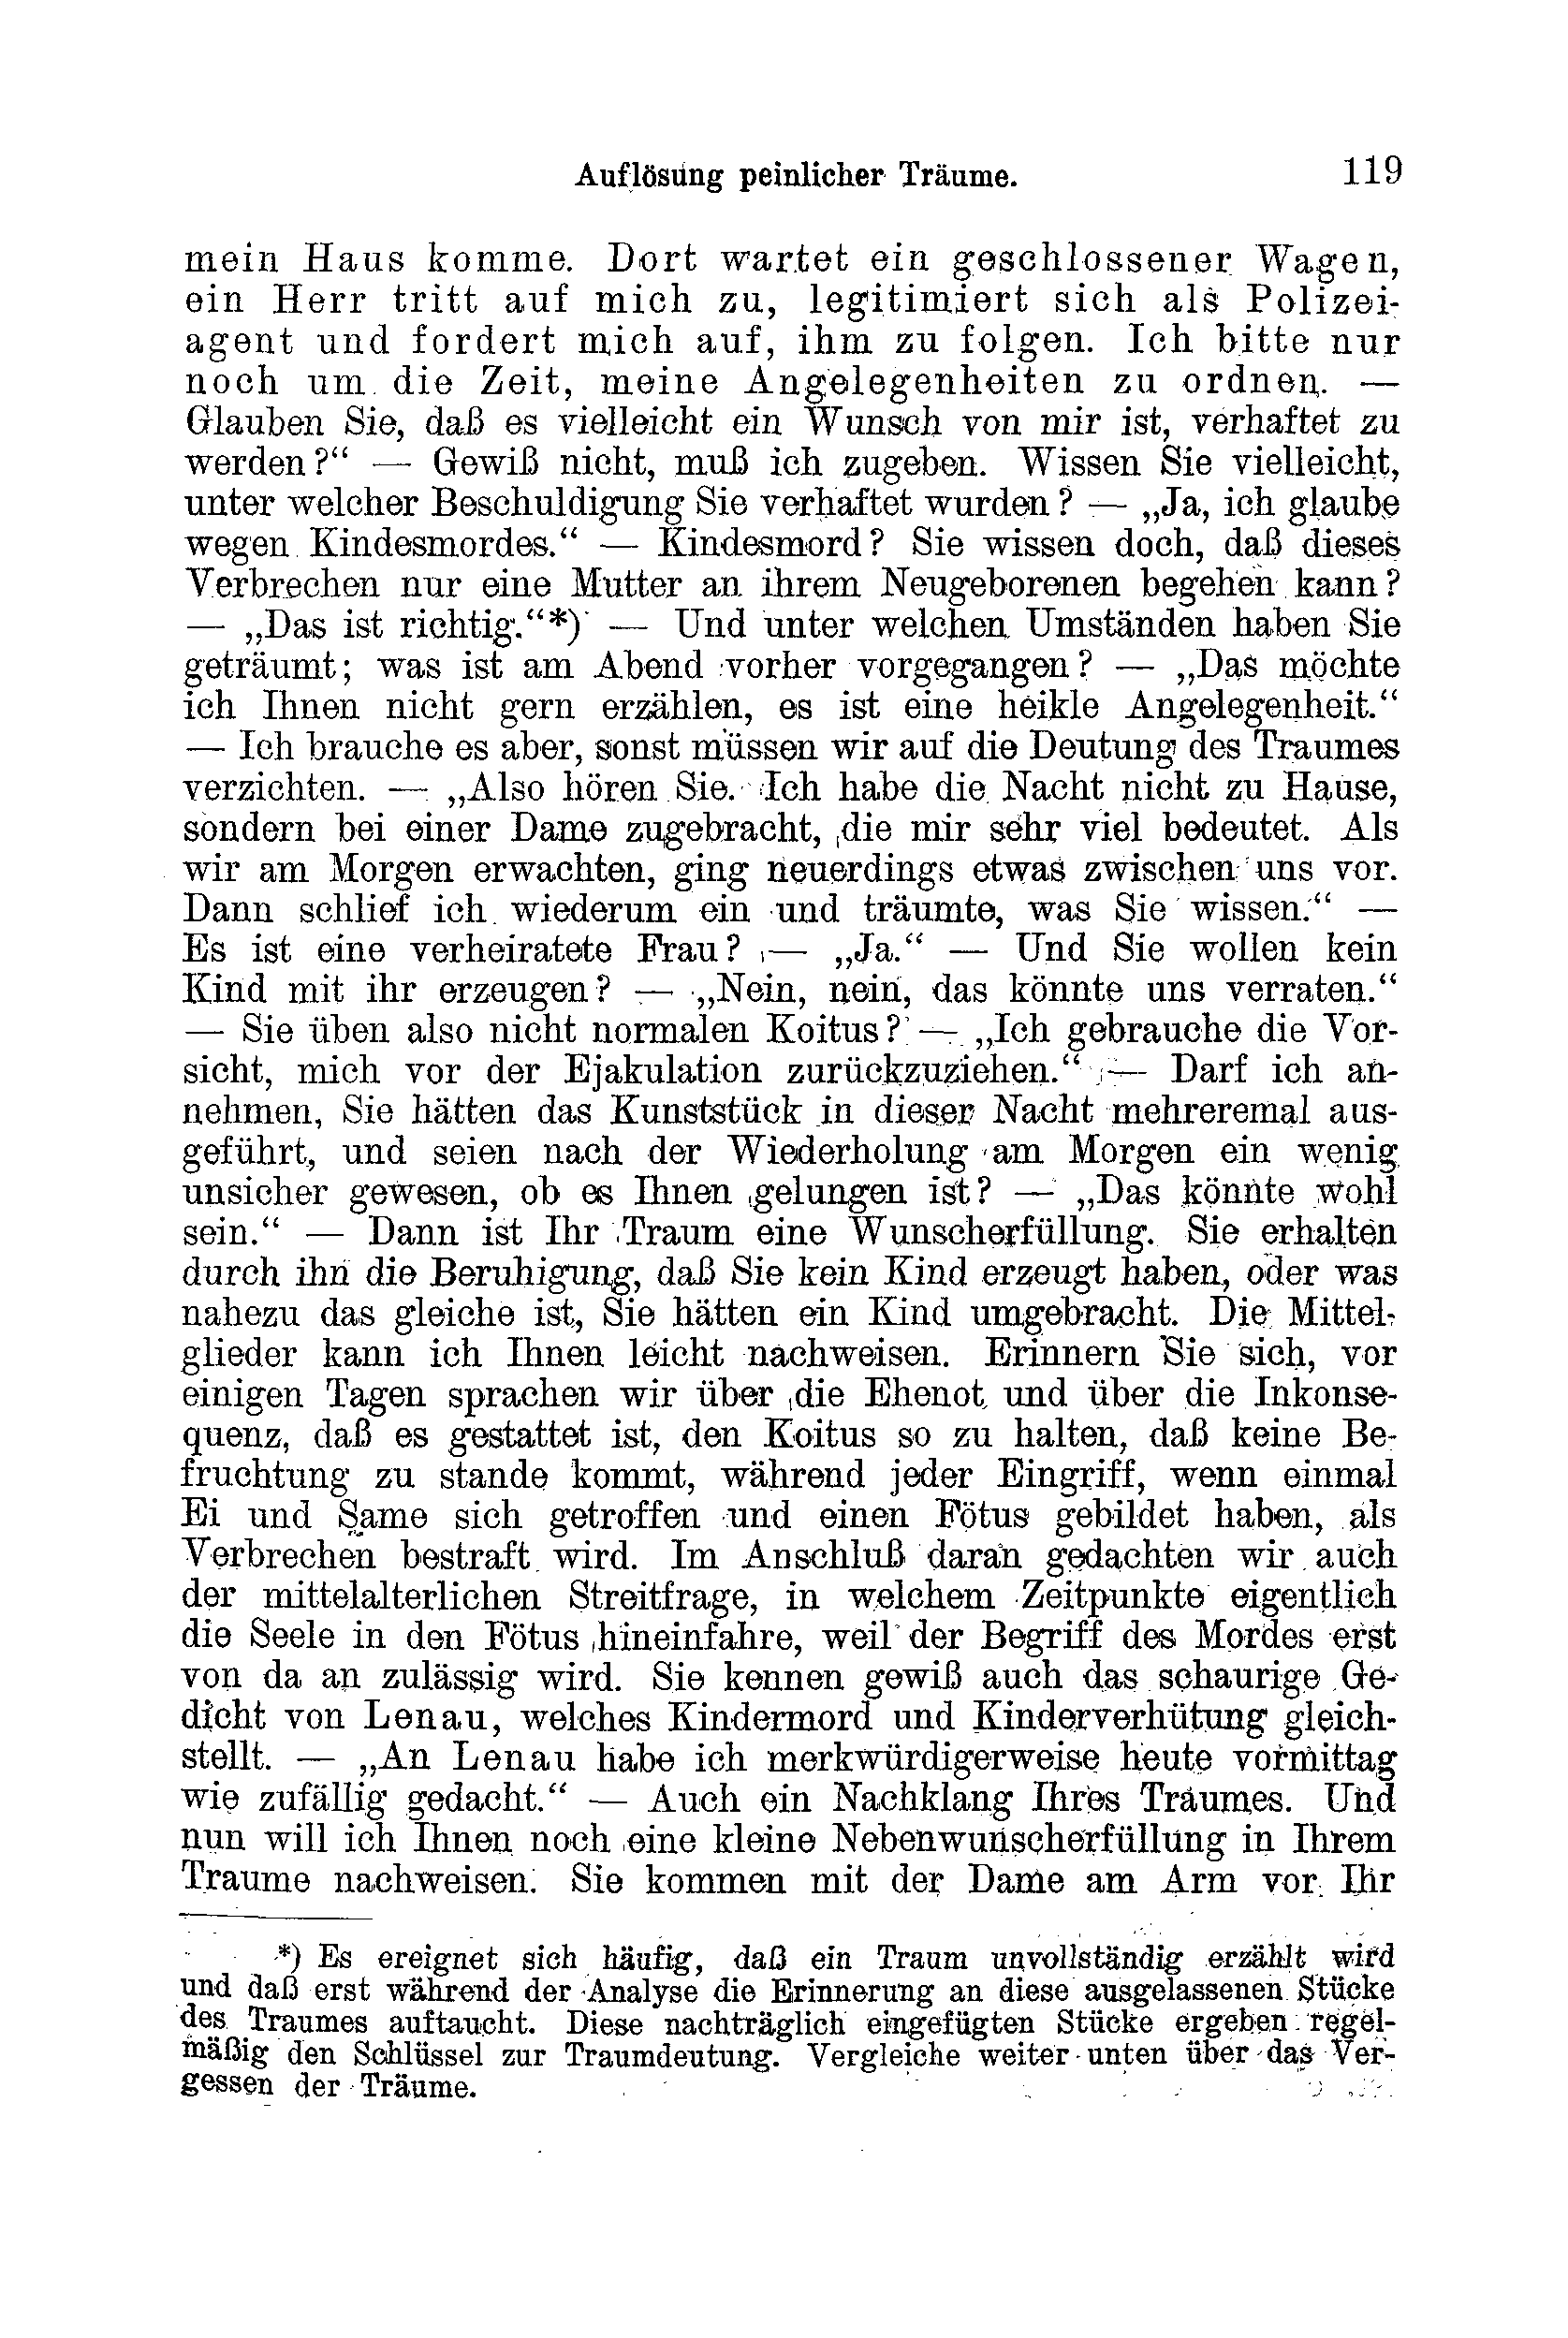 Auflösung peinlicher Träume. 119
mein Haus komme. Dort wartet ein geschlossener Wagen,
ein Herr tritt auf mich zu, legitimiert sich als Polizei-
agent und fordert mich auf, ihm zu folgen. Ich bitte nur
noch um die Zeit, meine Angelegenheiten zu ordnen. —
Glauben Sie, daß es vielleicht ein Wunsch von mir ist, verhaftet zu
werden?“ — Gewiß nicht, muß ich zugeben. Wissen Sie vielleicht,
unter welcher Beschuldigung Sie verhaftet wurden? — „Ja, ich glaube
wegen Kindesmordes.“ — Kindesmord? Sie wissen doch, daß dieses
Verbrechen nur eine Mutter an ihrem Neugeborenen begehen kann?
— „Das ist richtig.“*) — Und unter welchen Umständen haben Sie
geträumt; was ist am Abend vorher vorgegangen? — „Das möchte
ich Ihnen nicht gern erzählen, es ist eine heikle Angelegenheit.“
— Ich brauche es aber, sonst müssen wir auf die Deutung des Traumes
verzichten. — „Also hören Sie. Ich habe die Nacht nicht zu Hause,
sondern bei einer Dame zugebracht, die mir sehr viel bedeutet. Als
wir am Morgen erwachten, ging neuerdings etwas zwischen uns vor.
Dann schlief ich wiederum ein und träumte, was Sie wissen.“ —
Es ist eine verheiratete Frau? — „Ja.“ — Und Sie wollen kein
Kind mit ihr erzeugen? — „Nein, nein, das könnte uns verraten.“
— Sie üben also nicht normalen Koitus? — „Ich gebrauche die Vor-
sicht, mich vor der Ejakulation zurückzuziehen.“ — Darf ich an-
nehmen, Sie hätten das Kunststück in dieser Nacht mehreremal aus-
geführt, und seien nach der Wiederholung am Morgen ein wenig
unsicher gewesen, ob es Ihnen gelungen ist? — „Das könnte wohl
sein.“ — Dann ist Ihr Traum eine Wunscherfüllung. Sie erhalten
durch ihn die Beruhigung, daß Sie kein Kind erzeugt haben, oder was
nahezu das gleiche ist, Sie hätten ein Kind umgebracht. Die Mittel-
glieder kann ich Ihnen leicht nachweisen. Erinnern Sie sich, vor
einigen Tagen sprachen wir über die Ehenot und über die Inkonse-
quenz, daß es gestattet ist, den Koitus so zu halten, daß keine Be-
fruchtung zu stande kommt, während jeder Eingriff, wenn einmal
Ei und Same sich getroffen und einen Fötus gebildet haben, als
Verbrechen bestraft wird. Im Anschluß daran gedachten wir auch
der mittelalterlichen Streitfrage, in welchem Zeitpunkte eigentlich
die Seele in den Fötus hineinfahre, weil der Begriff des Mordes erst
von da an zulässig wird. Sie kennen gewiß auch das schaurige Ge-
dicht von Lenau, welches Kindermord und Kinderverhütung gleich-
stellt. — „An Lenau habe ich merkwürdigerweise heute vormittag
wie zufällig gedacht.“ — Auch ein Nachklang Ihres Traumes. Und
nun will ich Ihnen noch eine kleine Nebenwunscherfüllung in Ihrem
Traume nachweisen. Sie kommen mit der Dame am Arm vor Ihr
*) Es ereignet sich häufig, daß ein Traum unvollständig erzählt wird
und daß erst während der Analyse die Erinnerung an diese ausgelassenen Stücke
des Traumes auftaucht. Diese nachträglich eingefügten Stücke ergeben regel-
mäßig den Schlüssel zur Traumdeutung. Vergleiche weiter unten über das Ver-
gessen der Träume.